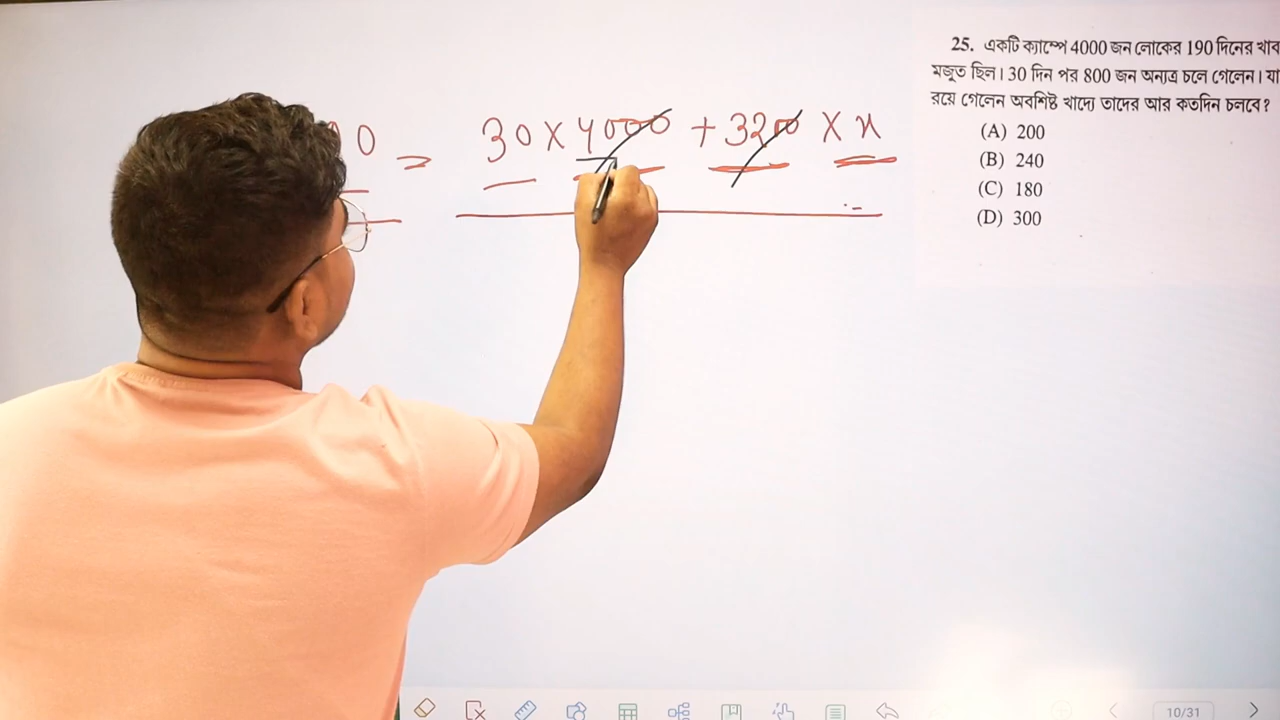 25. একটি ক্যাম্পে 4000 জন লোকের 190 দিনের
মজুত ছিল। 30 দিন পর 800 জন অন্যত্র চলে গেলেন।
রয়ে গেলেন অবশিষ্ট খাদ্যে তাদের আর কতদিন চলবে?
(A) 200
(B) 240
(C) 180
(D) 300
0 = 30 × 4000 + 3200 × x
10/31